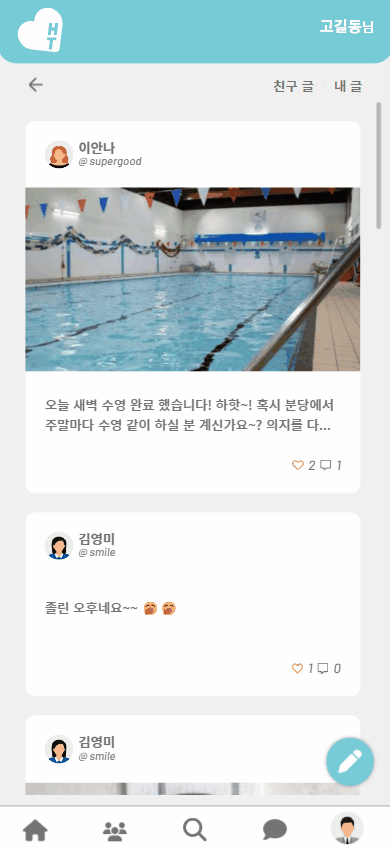 HT
고길동님
친구 글
내 글
이안나
@supergood
오늘 새벽 수영 완료 했습니다! 하핫~! 혹시 분당에서
주말마다 수영 같이 하실 분 계신가요~? 의지를 다...
2 1
김영미
@smile
졸린 오후네요~~ 🥱🥱
1 0
김영미
@smile